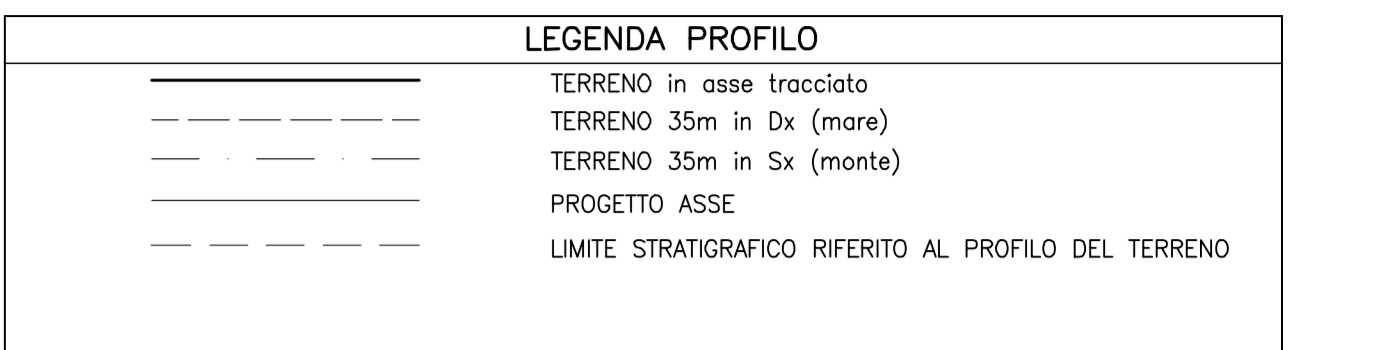 LEGENDA PROFILO
TERRENO in asse tracciato
TERRENO 35m in Dx (mare)
TERRENO 35m in Sx (monte)
PROGETTO ASSE
LIMITE STRATIGRAFICO RIFERITO AL PROFILO DEL TERRENO